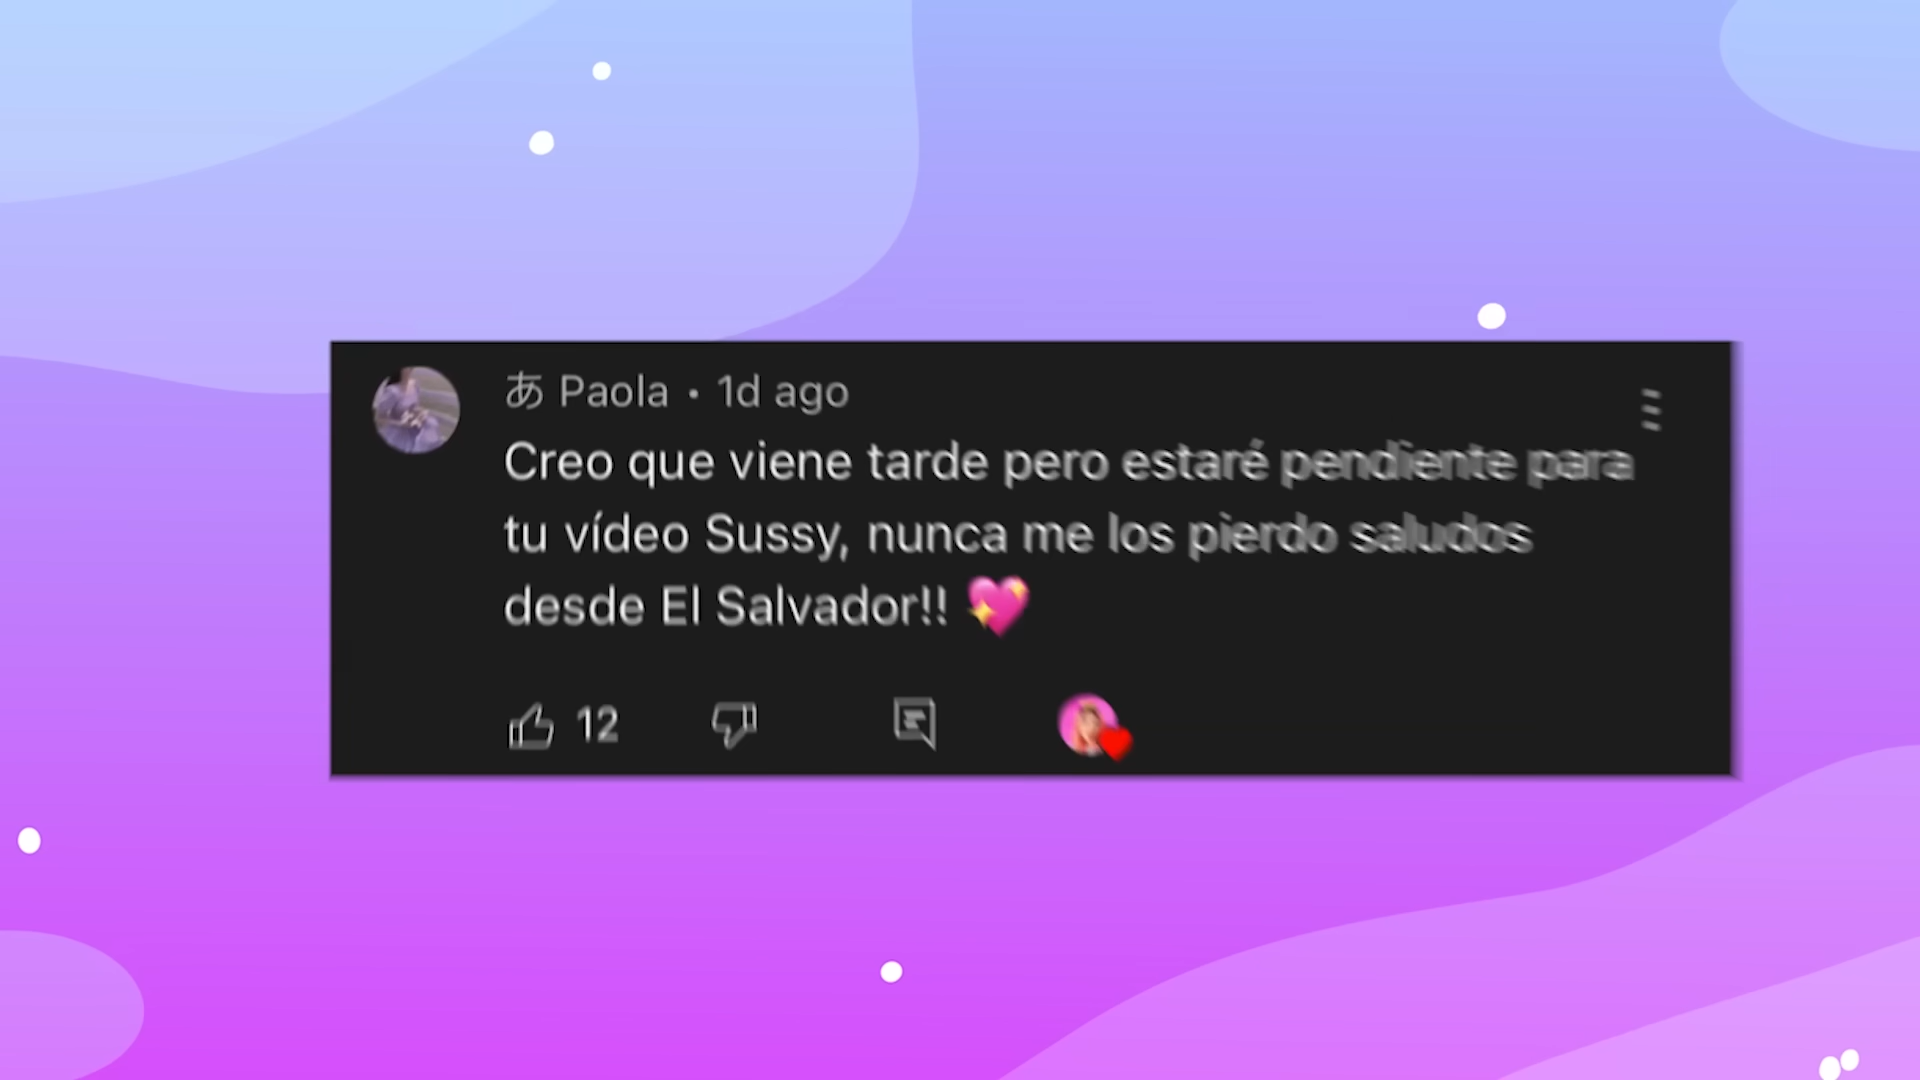 あ Paola • 1d ago
Creo que viene tarde pero estaré pendiente para
tu vídeo Sussy, nunca me los pierdo saludos
desde El Salvador!! 💖
12